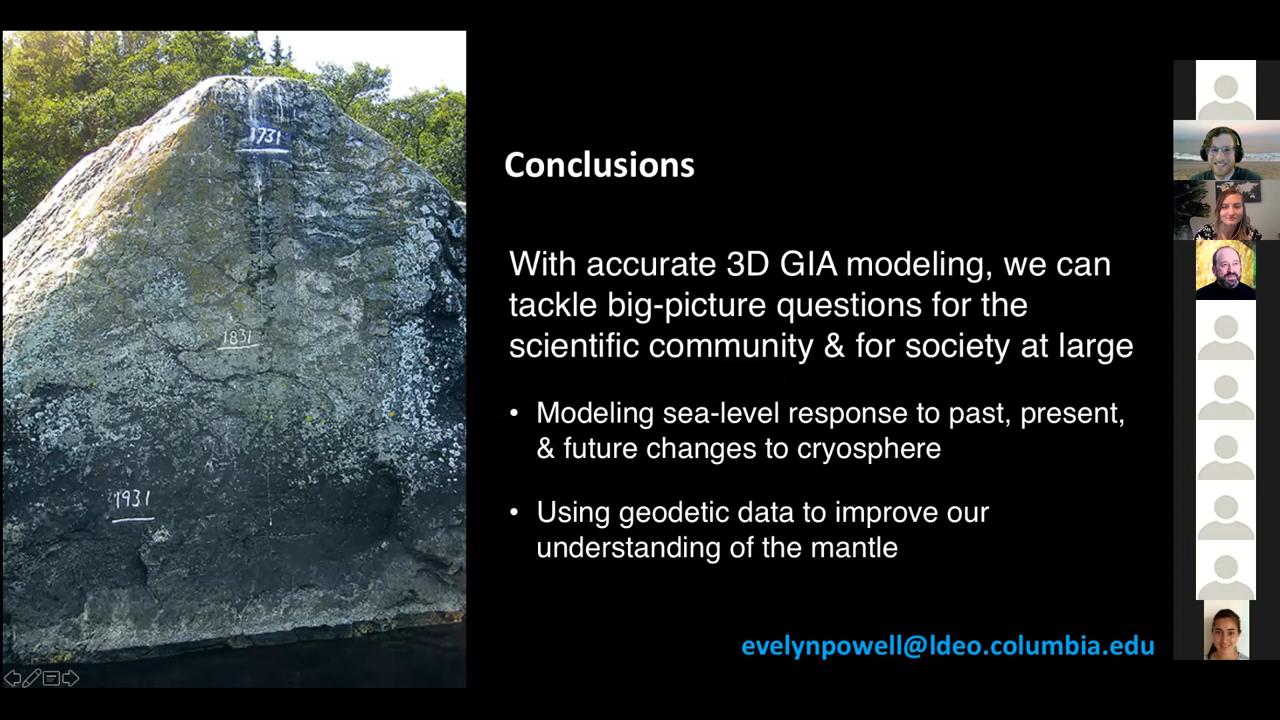 1731
1831
1931
Conclusions
With accurate 3D GIA modeling, we can
tackle big-picture questions for the
scientific community & for society at large
• Modeling sea-level response to past, present,
& future changes to cryosphere
• Using geodetic data to improve our
understanding of the mantle
evelynpowell@ldeo.columbia.edu